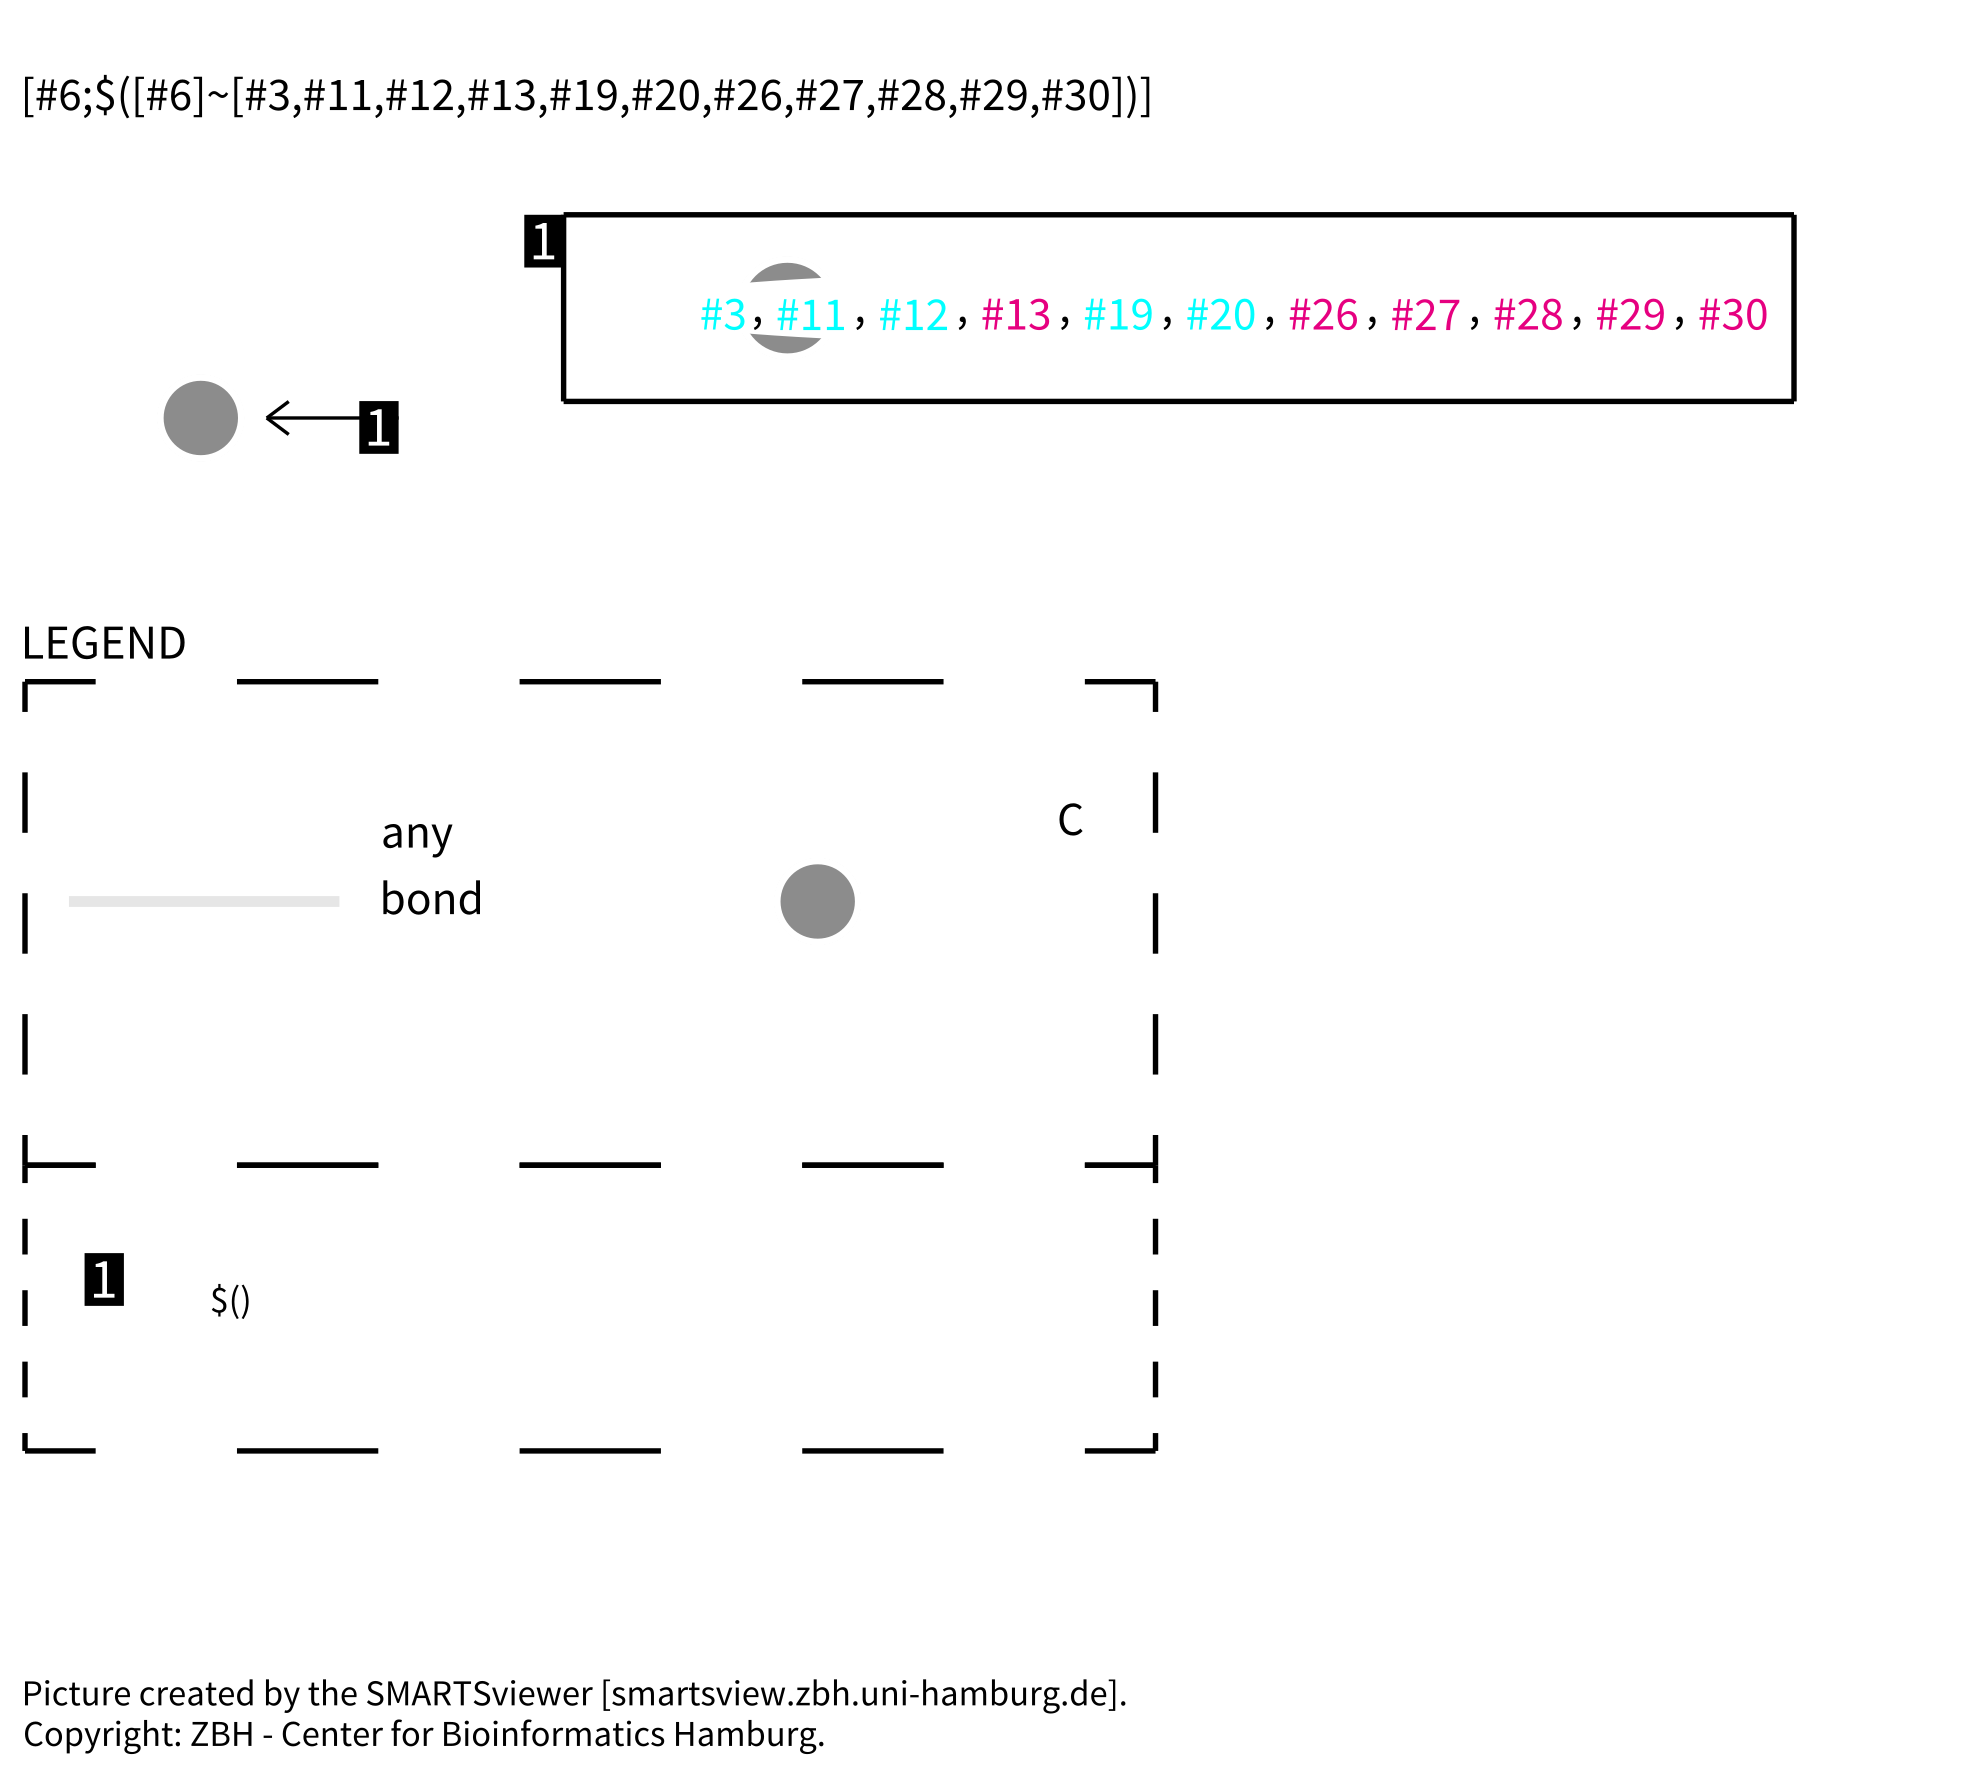 [#6;$([#6]~[#3,#11,#12,#13,#19,#20,#26,#27,#28,#29,#30])]
1
#3, #11, #12, #13, #19, #20, #26, #27, #28, #29, #30
1
LEGEND
any
bond
C
1
$()
Picture created by the SMARTSviewer [smartsview.zbh.uni-hamburg.de].
Copyright: ZBH - Center for Bioinformatics Hamburg.